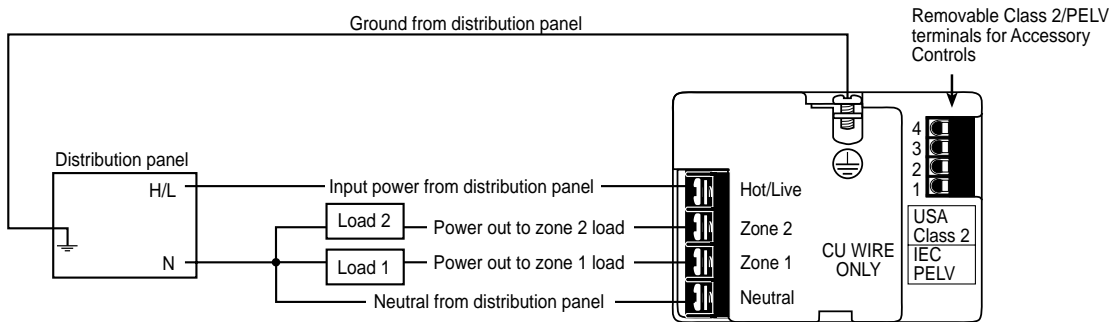 Removable Class 2/PELV
terminals for Accessory
Controls
Ground from distribution panel
Distribution panel
H/L
N
Input power from distribution panel
Load 2
Power out to zone 2 load
Load 1
Power out to zone 1 load
Neutral from distribution panel
Hot/Live
Zone 2
Zone 1
Neutral
CU WIRE
ONLY
4
3
2
1
USA
Class 2
IEC
PELV